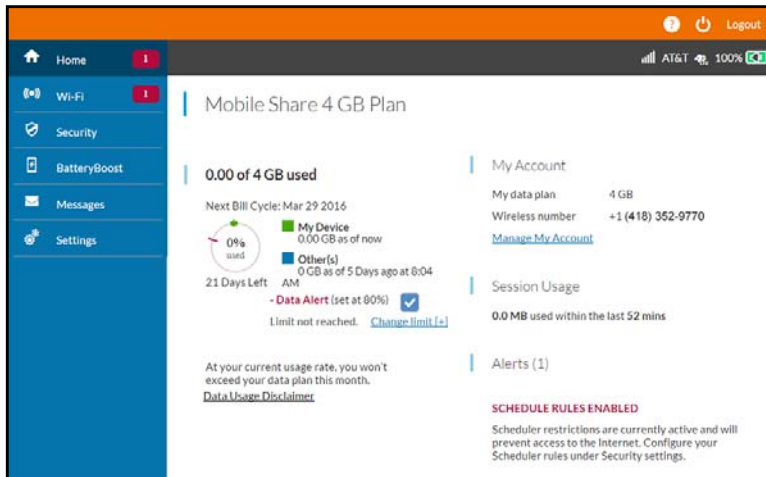 ? Logout
Home 1
AT&T 100%
Wi-Fi 1
Security
BatteryBoost
Messages
Settings
Mobile Share 4 GB Plan
0.00 of 4 GB used
Next Bill Cycle: Mar 29 2016
0%
used
My Device
0.00 GB as of now
Other(s)
0 GB as of 5 Days ago at 8:04
AM
21 Days Left
- Data Alert (set at 80%)
Limit not reached. Change limit [+]
At your current usage rate, you won't
exceed your data plan this month.
Data Usage Disclaimer
My Account
My data plan 4 GB
Wireless number +1 (418) 352-9770
Manage My Account
Session Usage
0.0 MB used within the last 52 mins
Alerts (1)
SCHEDULE RULES ENABLED
Scheduler restrictions are currently active and will
prevent access to the Internet. Configure your
Scheduler rules under Security settings.